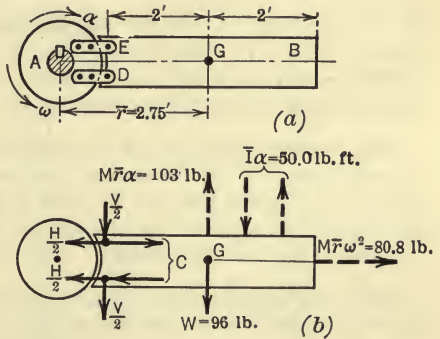 α
2' 2'
E
A G B
D
ω r̅=2.75' (a)
I̅α=50.0 lb. ft.
Mr̅α=103 lb.
V/2
H/2 C G Mr̅ω²=80.8 lb.
H/2
V/2 W=96 lb. (b)